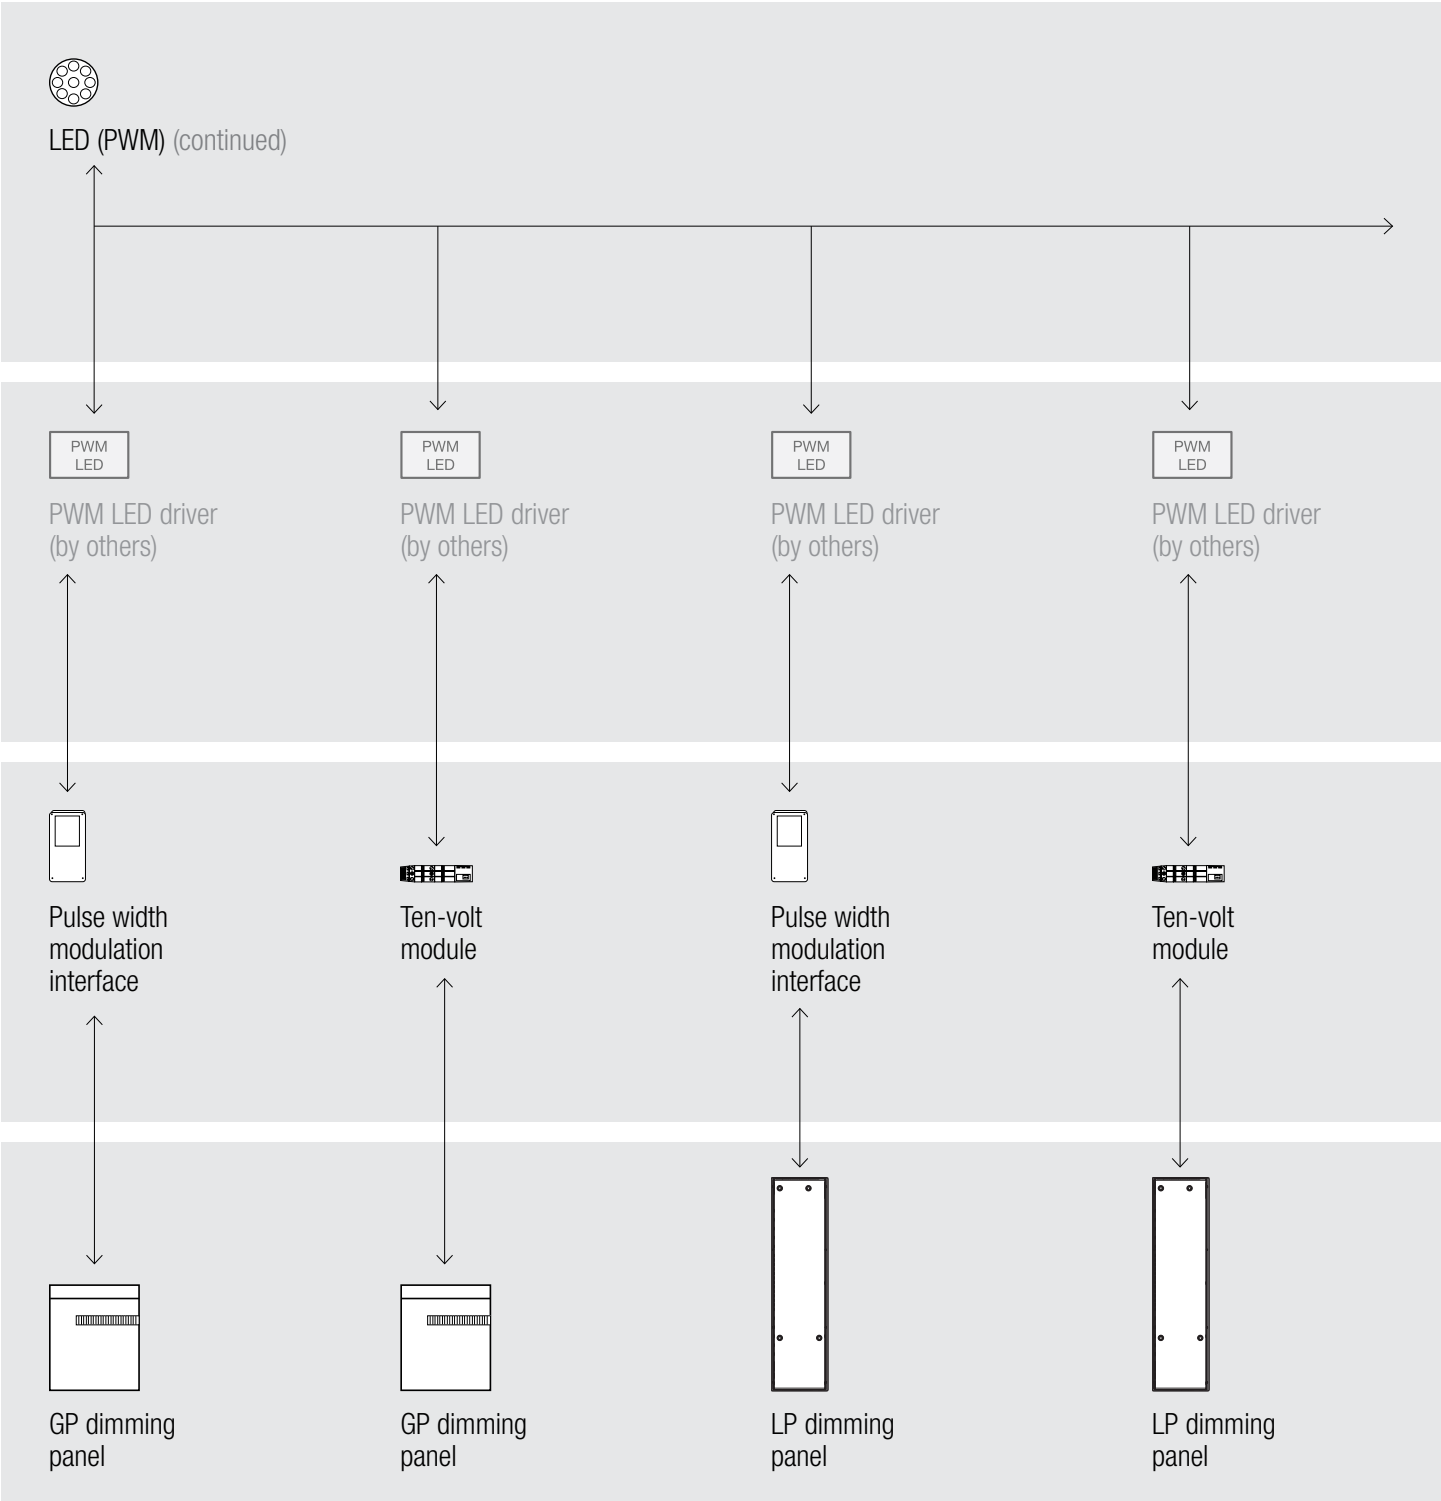 LED (PWM) (continued)
PWM
LED
PWM LED driver
(by others)
PWM
LED
PWM LED driver
(by others)
PWM
LED
PWM LED driver
(by others)
PWM
LED
PWM LED driver
(by others)
Pulse width
modulation
interface
Ten-volt
module
Pulse width
modulation
interface
Ten-volt
module
GP dimming
panel
GP dimming
panel
LP dimming
panel
LP dimming
panel